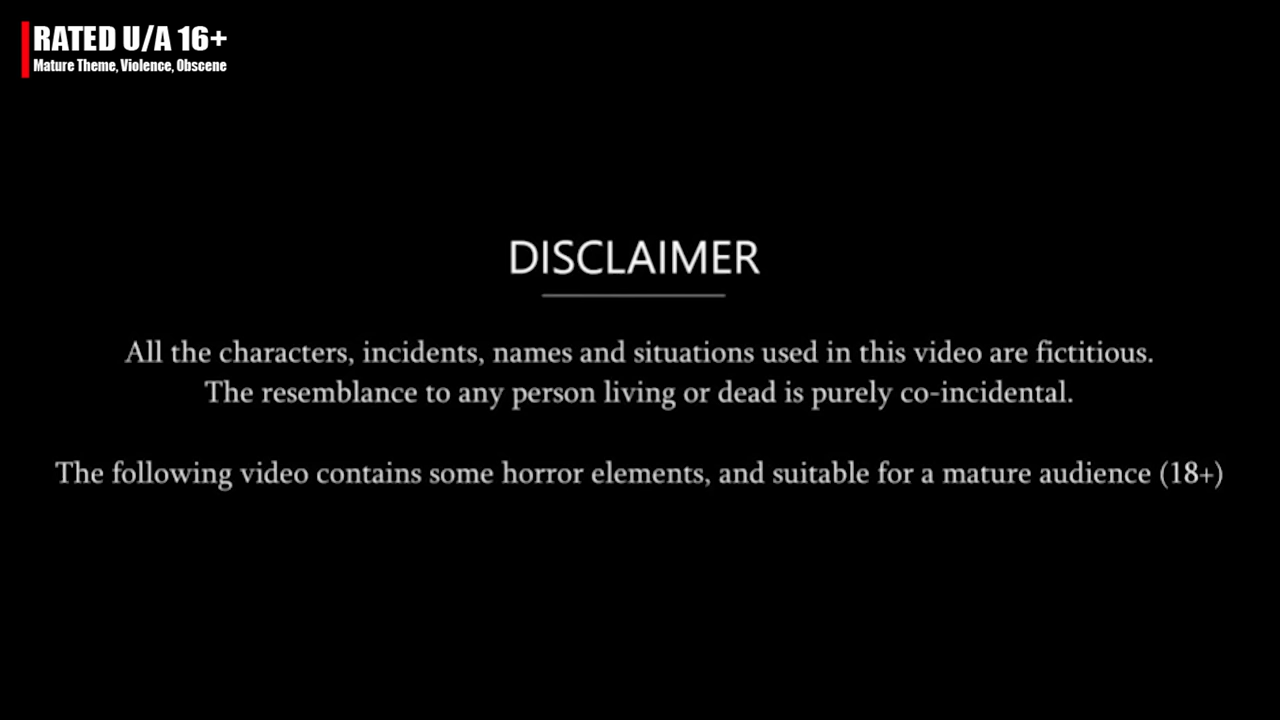 RATED U/A 16+
Mature Theme, Violence, Obscene
DISCLAIMER
All the characters, incidents, names and situations used in this video are fictitious.
The resemblance to any person living or dead is purely co-incidental.
The following video contains some horror elements, and suitable for a mature audience (18+)